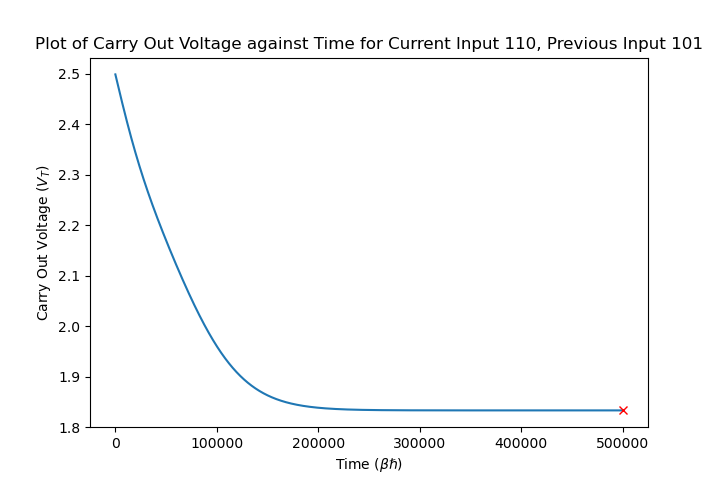 Plot of Carry Out Voltage against Time for Current Input 110, Previous Input 101
Carry Out Voltage (V_T)
2.5
2.4
2.3
2.2
2.1
2.0
1.9
1.8
0 100000 200000 300000 400000 500000
Time (βħ)